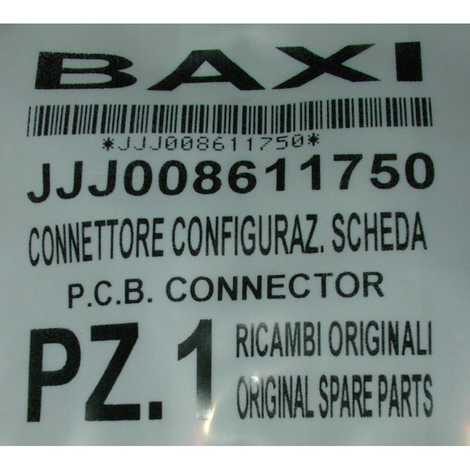 BAXI
*JJJ008611750*
JJJ008611750
CONNETTORE CONFIGURAZ. SCHEDA
P.C.B. CONNECTOR
PZ.1
RICAMBI ORIGINALI
ORIGINAL SPARE PARTS